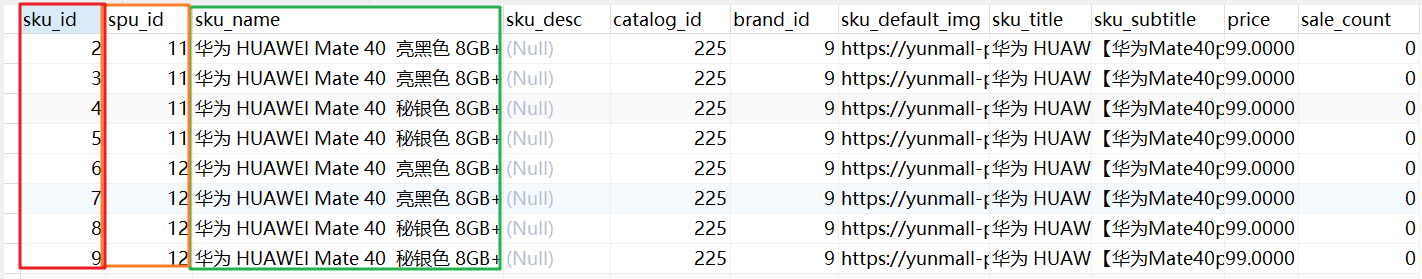 sku_id spu_id sku_name sku_desc catalog_id brand_id sku_default_img sku_title sku_subtitle price sale_count
2 11 华为 HUAWEI Mate 40 亮黑色 8GB+ (Null) 225 9 https://yunmall-p 华为 HUAW 【华为Mate40p 99.0000 0
3 11 华为 HUAWEI Mate 40 亮黑色 8GB+ (Null) 225 9 https://yunmall-p 华为 HUAW 【华为Mate40p 99.0000 0
4 11 华为 HUAWEI Mate 40 秘银色 8GB+ (Null) 225 9 https://yunmall-p 华为 HUAW 【华为Mate40p 99.0000 0
5 11 华为 HUAWEI Mate 40 秘银色 8GB+ (Null) 225 9 https://yunmall-p 华为 HUAW 【华为Mate40p 99.0000 0
6 12 华为 HUAWEI Mate 40 亮黑色 8GB+ (Null) 225 9 https://yunmall-p 华为 HUAW 【华为Mate40p 99.0000 0
7 12 华为 HUAWEI Mate 40 亮黑色 8GB+ (Null) 225 9 https://yunmall-p 华为 HUAW 【华为Mate40p 99.0000 0
8 12 华为 HUAWEI Mate 40 秘银色 8GB+ (Null) 225 9 https://yunmall-p 华为 HUAW 【华为Mate40p 99.0000 0
9 12 华为 HUAWEI Mate 40 秘银色 8GB+ (Null) 225 9 https://yunmall-p 华为 HUAW 【华为Mate40p 99.0000 0